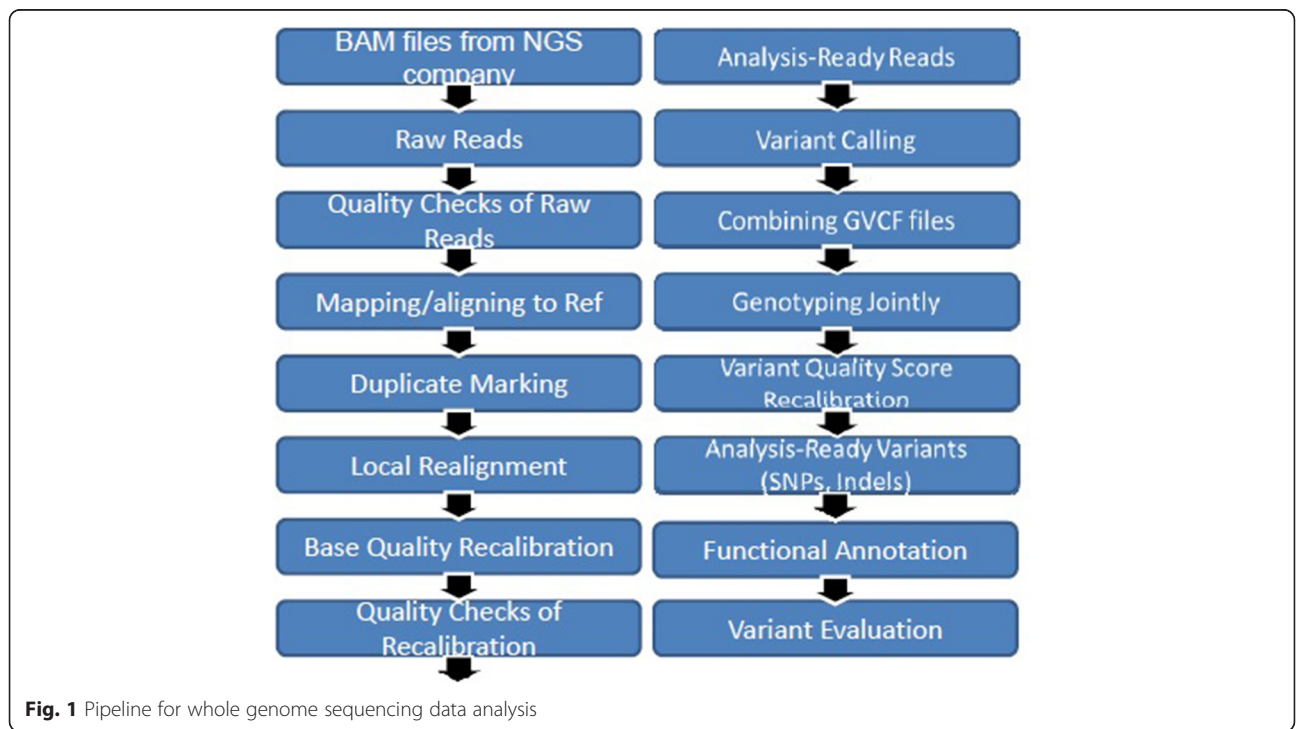 BAM files from NGS
company
Raw Reads
Quality Checks of Raw
Reads
Mapping/aligning to Ref
Duplicate Marking
Local Realignment
Base Quality Recalibration
Quality Checks of
Recalibration
Analysis-Ready Reads
Variant Calling
Combining GVCF files
Genotyping Jointly
Variant Quality Score
Recalibration
Analysis-Ready Variants
(SNPs, Indels)
Functional Annotation
Variant Evaluation
Fig. 1 Pipeline for whole genome sequencing data analysis